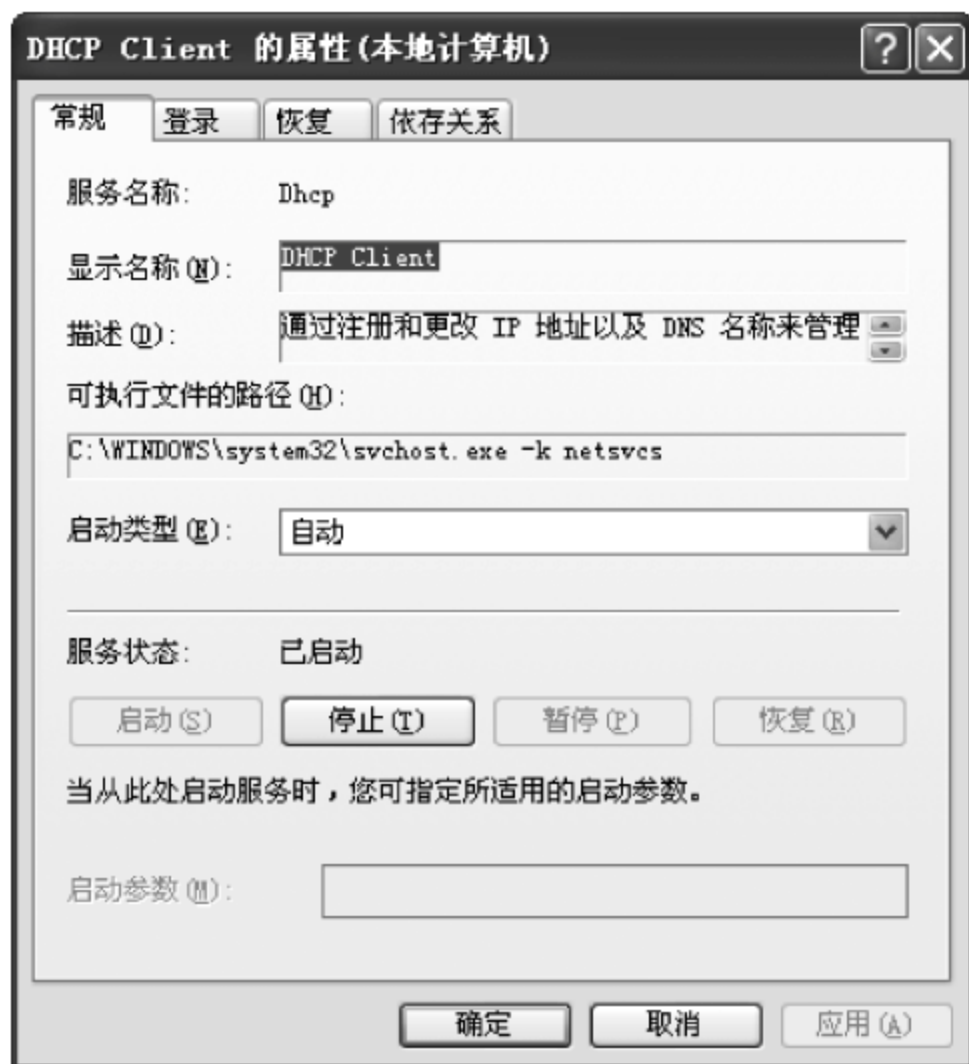 DHCP Client 的属性(本地计算机)
常规 登录 恢复 依存关系
服务名称: Dhcp
显示名称(N): DHCP Client
描述(D): 通过注册和更改 IP 地址以及 DNS 名称来管理
可执行文件的路径(H):
C:\WINDOWS\system32\svchost.exe -k netsvcs
启动类型(E): 自动
服务状态: 已启动
启动(S) 停止(T) 暂停(P) 恢复(R)
当从此处启动服务时，您可指定所适用的启动参数。
启动参数(M):
确定 取消 应用(A)